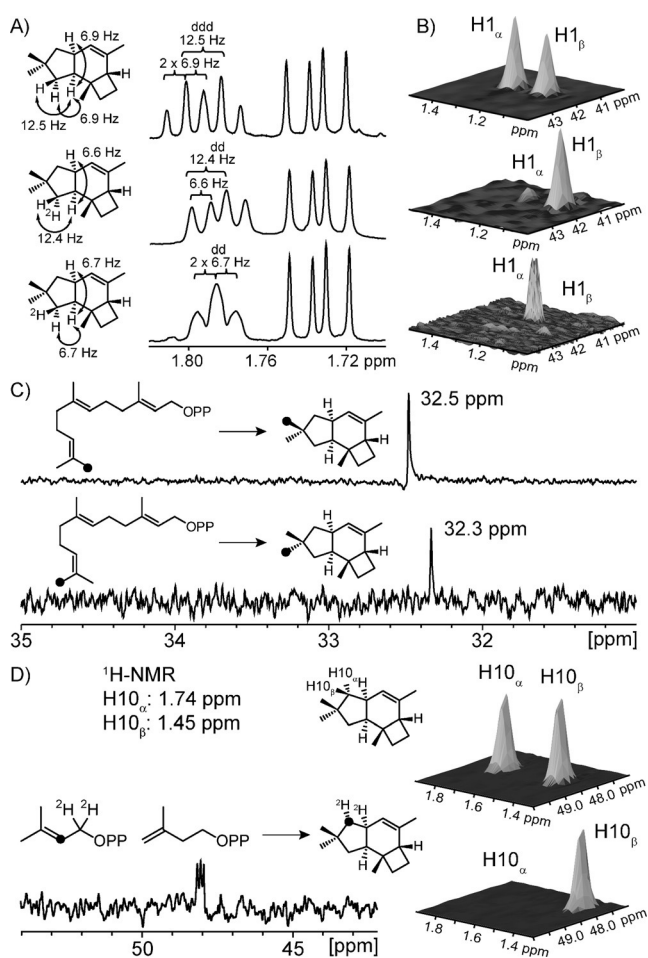 A)
6.9 Hz
H
H
H
H
H
12.5 Hz
6.9 Hz
6.6 Hz
H
H
H
²H
12.4 Hz
6.7 Hz
H
H
²H
H
H
6.7 Hz
ddd
12.5 Hz
2 x 6.9 Hz
dd
12.4 Hz
6.6 Hz
dd
2 x 6.7 Hz
1.80
1.76
1.72
B)
H1α
H1β
1.4
1.2
ppm
43
42
41
ppm
H1α
H1β
1.4
1.2
ppm
43
42
41
ppm
H1α
H1β
1.4
1.2
ppm
43
42
41
ppm
C)
OPP
H
H
H
32.5 ppm
OPP
H
H
H
32.3 ppm
35
34
33
32
[ppm]
D)
¹H-NMR
H10α: 1.74 ppm
H10β: 1.45 ppm
H10α
H
H10β
H
H
H10α
H10β
1.8
1.6
1.4
ppm
49.0
48.0
ppm
²H
²H
OPP
OPP
²H
²H
H
H
50
45
[ppm]
H10α
H10β
1.8
1.6
1.4
ppm
49.0
48.0
ppm